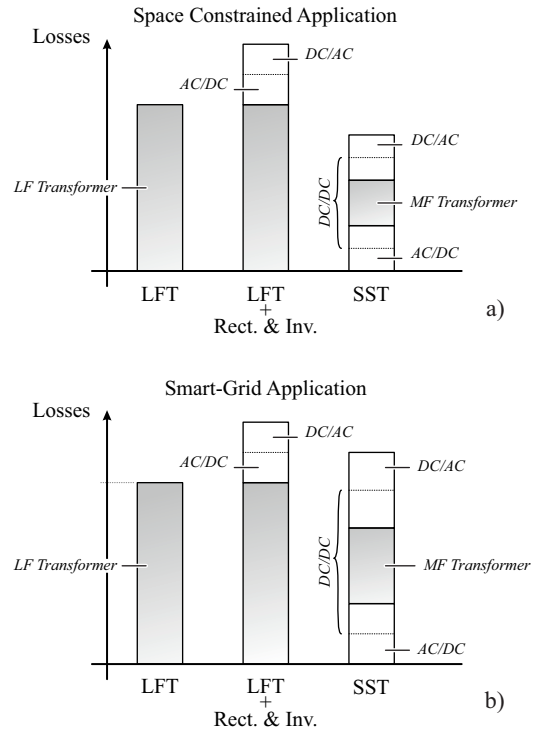 Space Constrained Application
Losses
DC/AC
AC/DC
DC/AC
LF Transformer
DC/DC
MF Transformer
AC/DC
LFT
LFT
SST
+
Rect. & Inv.
a)
Smart-Grid Application
Losses
DC/AC
AC/DC
DC/AC
LF Transformer
DC/DC
MF Transformer
AC/DC
LFT
LFT
SST
+
Rect. & Inv.
b)